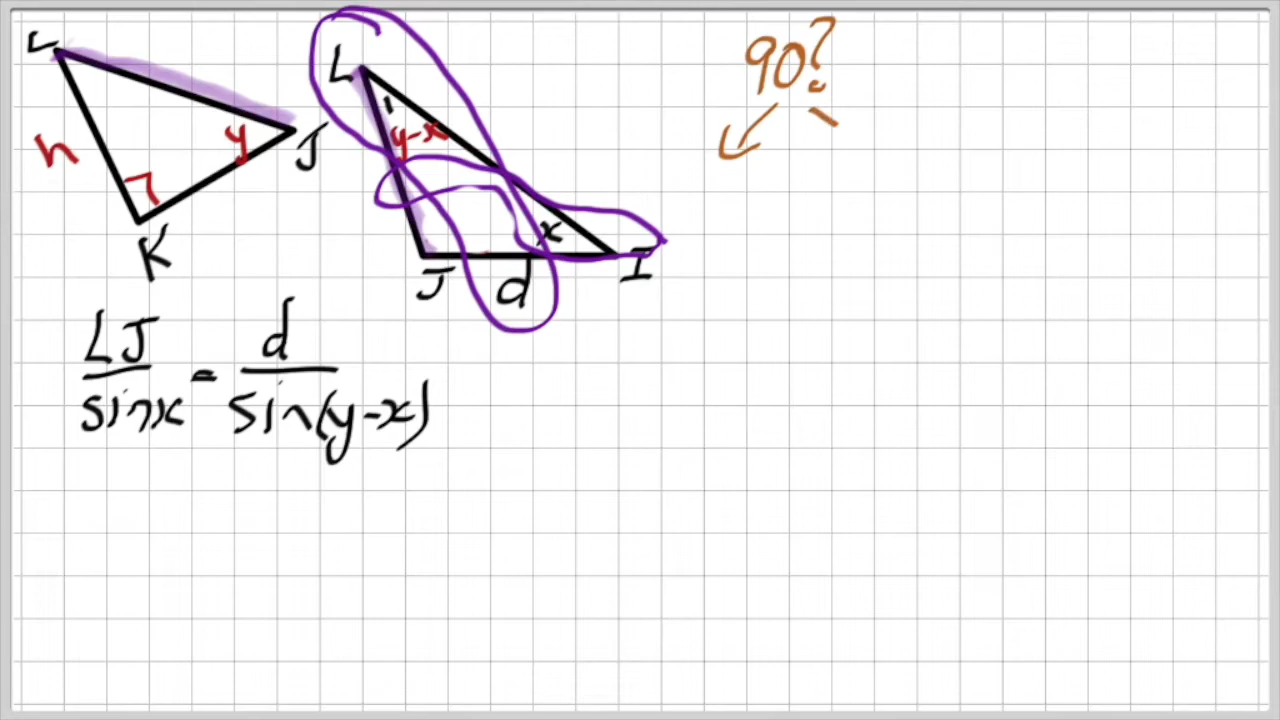 L
h
y
J
K
L
y-x
x
J
d
I
90?
LJ
sinx
=
d
sin(y-x)